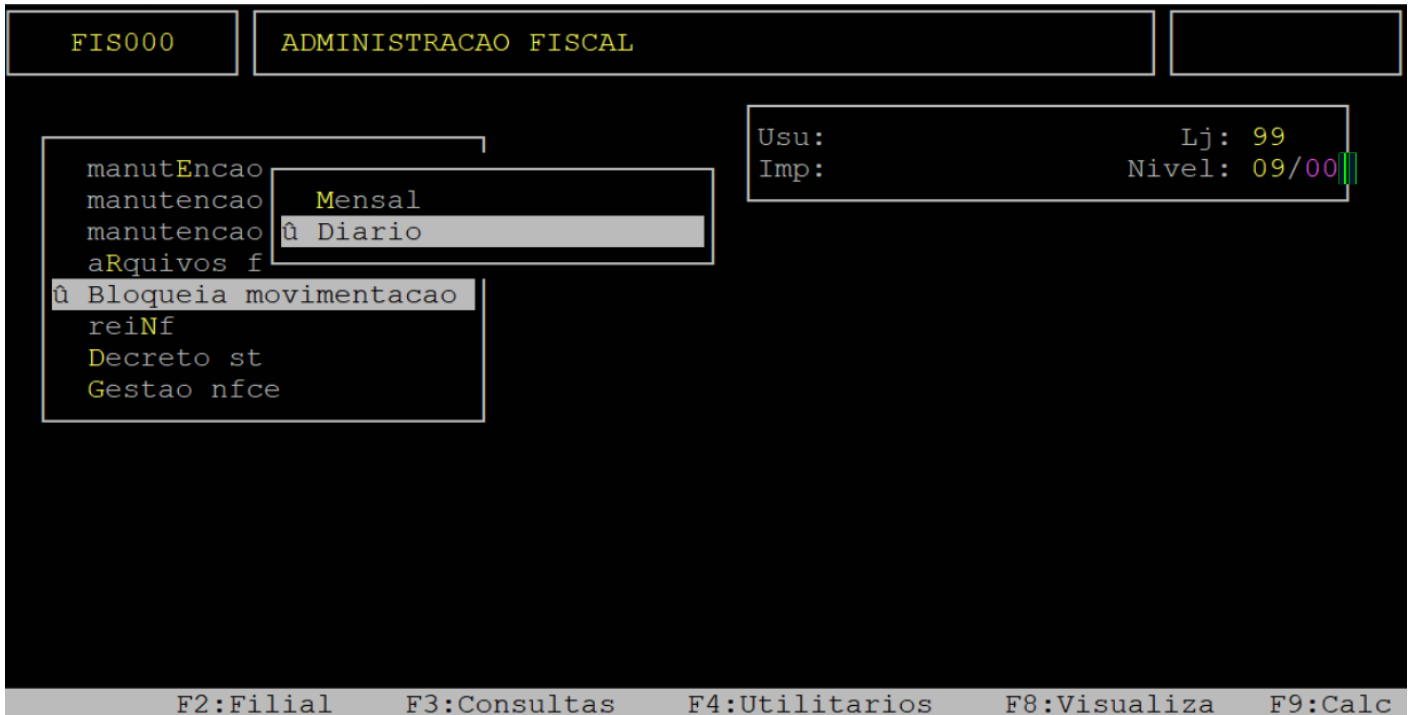 FIS000
ADMINISTRACAO FISCAL
Usu:
Lj: 99
Imp:
Nivel: 09/00
manutEncao
manutencao
manutencao
aRquivos f
û Bloqueia movimentacao
reiNf
Decreto st
Gestao nfce
Mensal
û Diario
F2:Filial F3:Consultas F4:Utilitarios F8:Visualiza F9:Calc